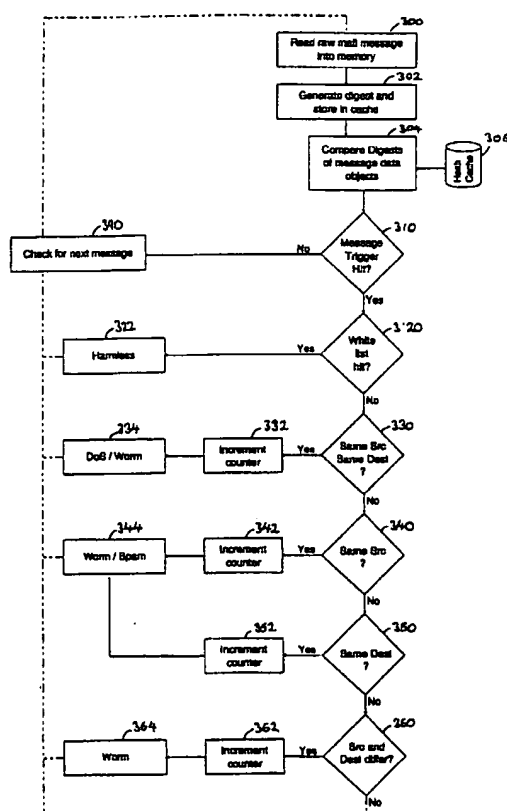 300
Read raw mail message
into memory
302
Generate digest and
store in cache
304
Compare Digests
of message data
objects
306
Hash
Cache
390
Check for next message
No
310
Message
Trigger
Hit?
Yes
322
Harmless
Yes
320
White
list
hit?
No
334
DoS / Worm
332
Increment
counter
Yes
330
Same Src
Same Dest
?
No
344
Worm / Spam
342
Increment
counter
Yes
340
Same Src
?
No
352
Increment
counter
Yes
350
Same Dest
?
No
364
Worm
362
Increment
counter
Yes
360
Src and
Dest differ?
No